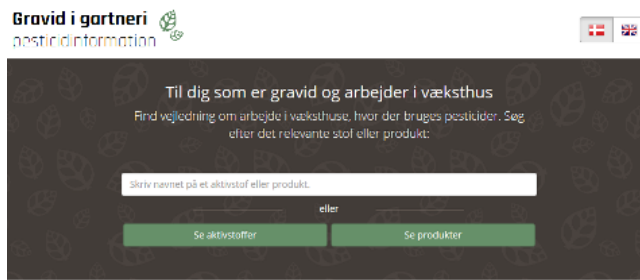 Gravid i gartneri
pesticidinformation
Til dig som er gravid og arbejder i væksthus
Find vejledning om arbejde i væksthuse, hvor der bruges pesticider. Søg
efter det relevante stof eller produkt:
Skriv navnet på et aktivstof eller produkt.
eller
Se aktivstoffer
Se produkter